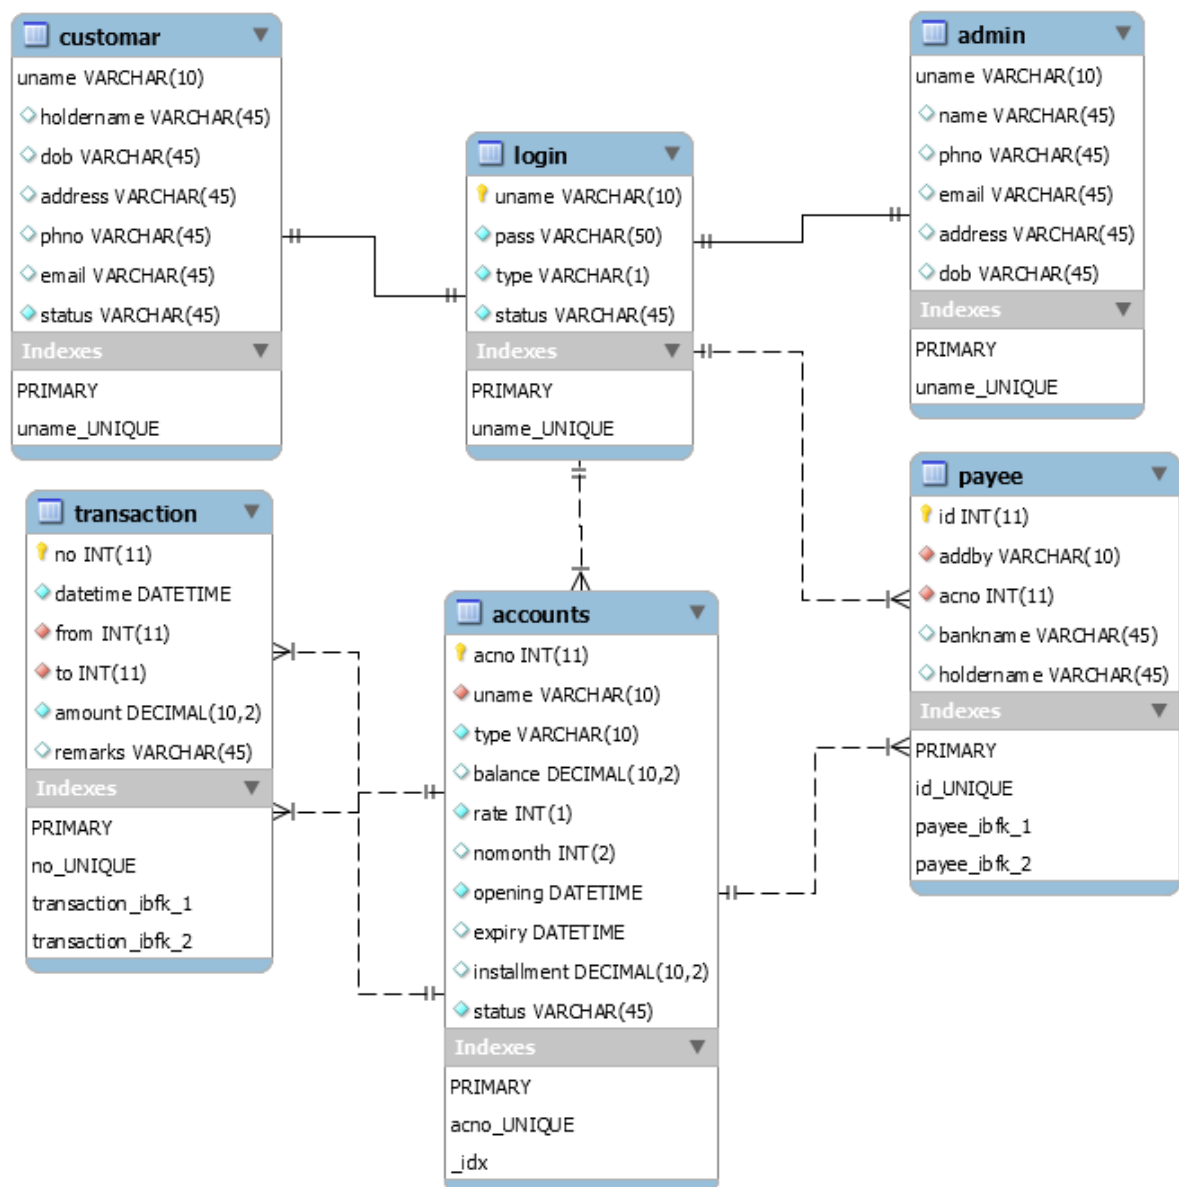 customar
uname VARCHAR(10)
holdername VARCHAR(45)
dob VARCHAR(45)
address VARCHAR(45)
phno VARCHAR(45)
email VARCHAR(45)
status VARCHAR(45)
Indexes
PRIMARY
uname_UNIQUE
login
uname VARCHAR(10)
pass VARCHAR(50)
type VARCHAR(1)
status VARCHAR(45)
Indexes
PRIMARY
uname_UNIQUE
admin
uname VARCHAR(10)
name VARCHAR(45)
phno VARCHAR(45)
email VARCHAR(45)
address VARCHAR(45)
dob VARCHAR(45)
Indexes
PRIMARY
uname_UNIQUE
transaction
no INT(11)
datetime DATETIME
from INT(11)
to INT(11)
amount DECIMAL(10,2)
remarks VARCHAR(45)
Indexes
PRIMARY
no_UNIQUE
transaction_ibfk_1
transaction_ibfk_2
accounts
acno INT(11)
uname VARCHAR(10)
type VARCHAR(10)
balance DECIMAL(10,2)
rate INT(1)
nomonth INT(2)
opening DATETIME
expiry DATETIME
installment DECIMAL(10,2)
status VARCHAR(45)
Indexes
PRIMARY
acno_UNIQUE
_idx
payee
id INT(11)
addby VARCHAR(10)
acno INT(11)
bankname VARCHAR(45)
holdername VARCHAR(45)
Indexes
PRIMARY
id_UNIQUE
payee_ibfk_1
payee_ibfk_2